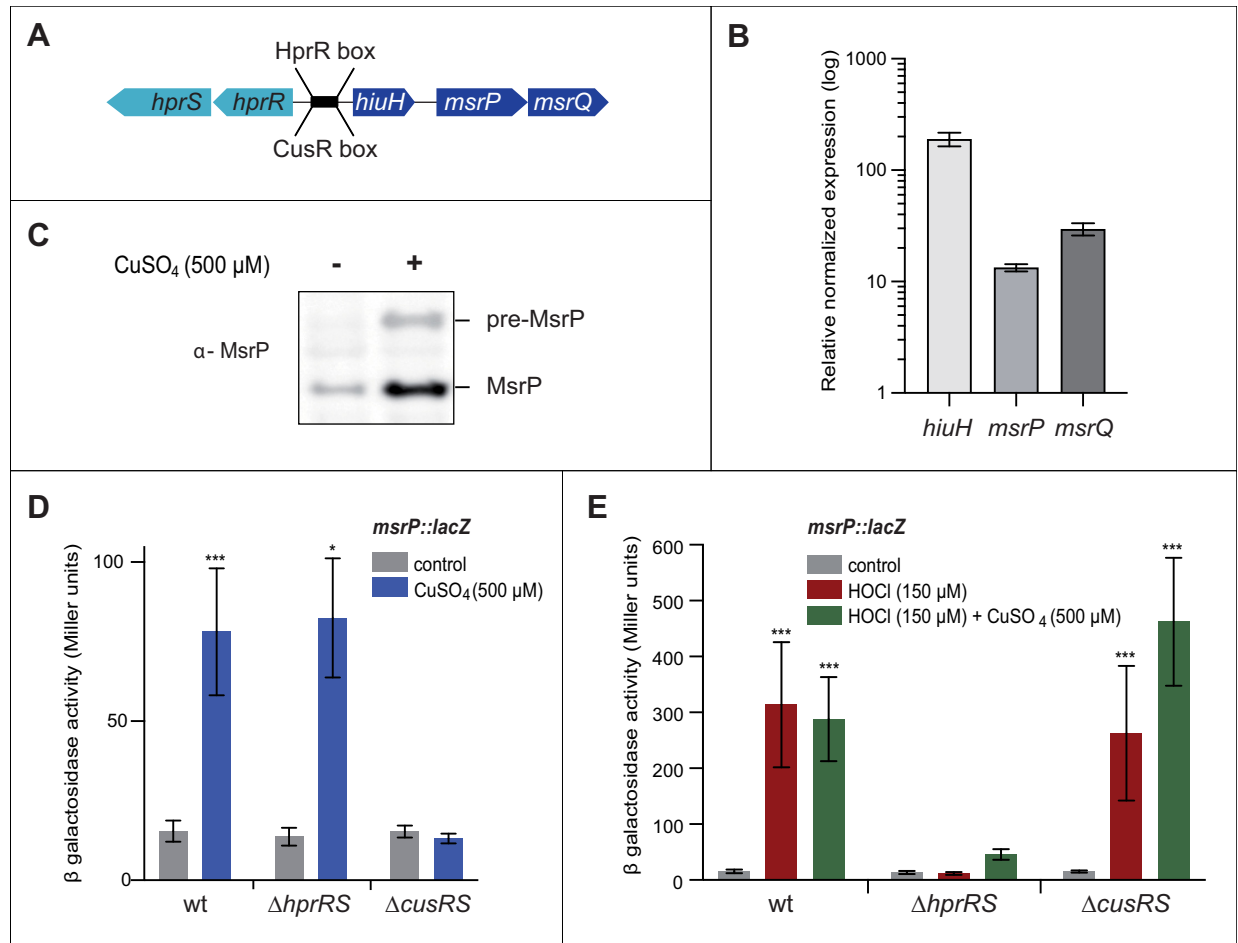 A
HprR box
hprS hprR hiuH msrP msrQ
CusR box
B
Relative normalized expression (log)
1000
100
10
1
hiuH msrP msrQ
C
CuSO4 (500 µM) - +
α- MsrP
pre-MsrP
MsrP
D
β galactosidase activity (Miller units)
msrP::lacZ
control
CuSO4 (500 µM)
100
50
0
***
*
wt ΔhprRS ΔcusRS
E
β galactosidase activity (Miller units)
msrP::lacZ
control
HOCl (150 µM)
HOCl (150 µM) + CuSO 4 (500 µM)
600
500
400
300
200
100
0
***
***
***
***
wt ΔhprRS ΔcusRS